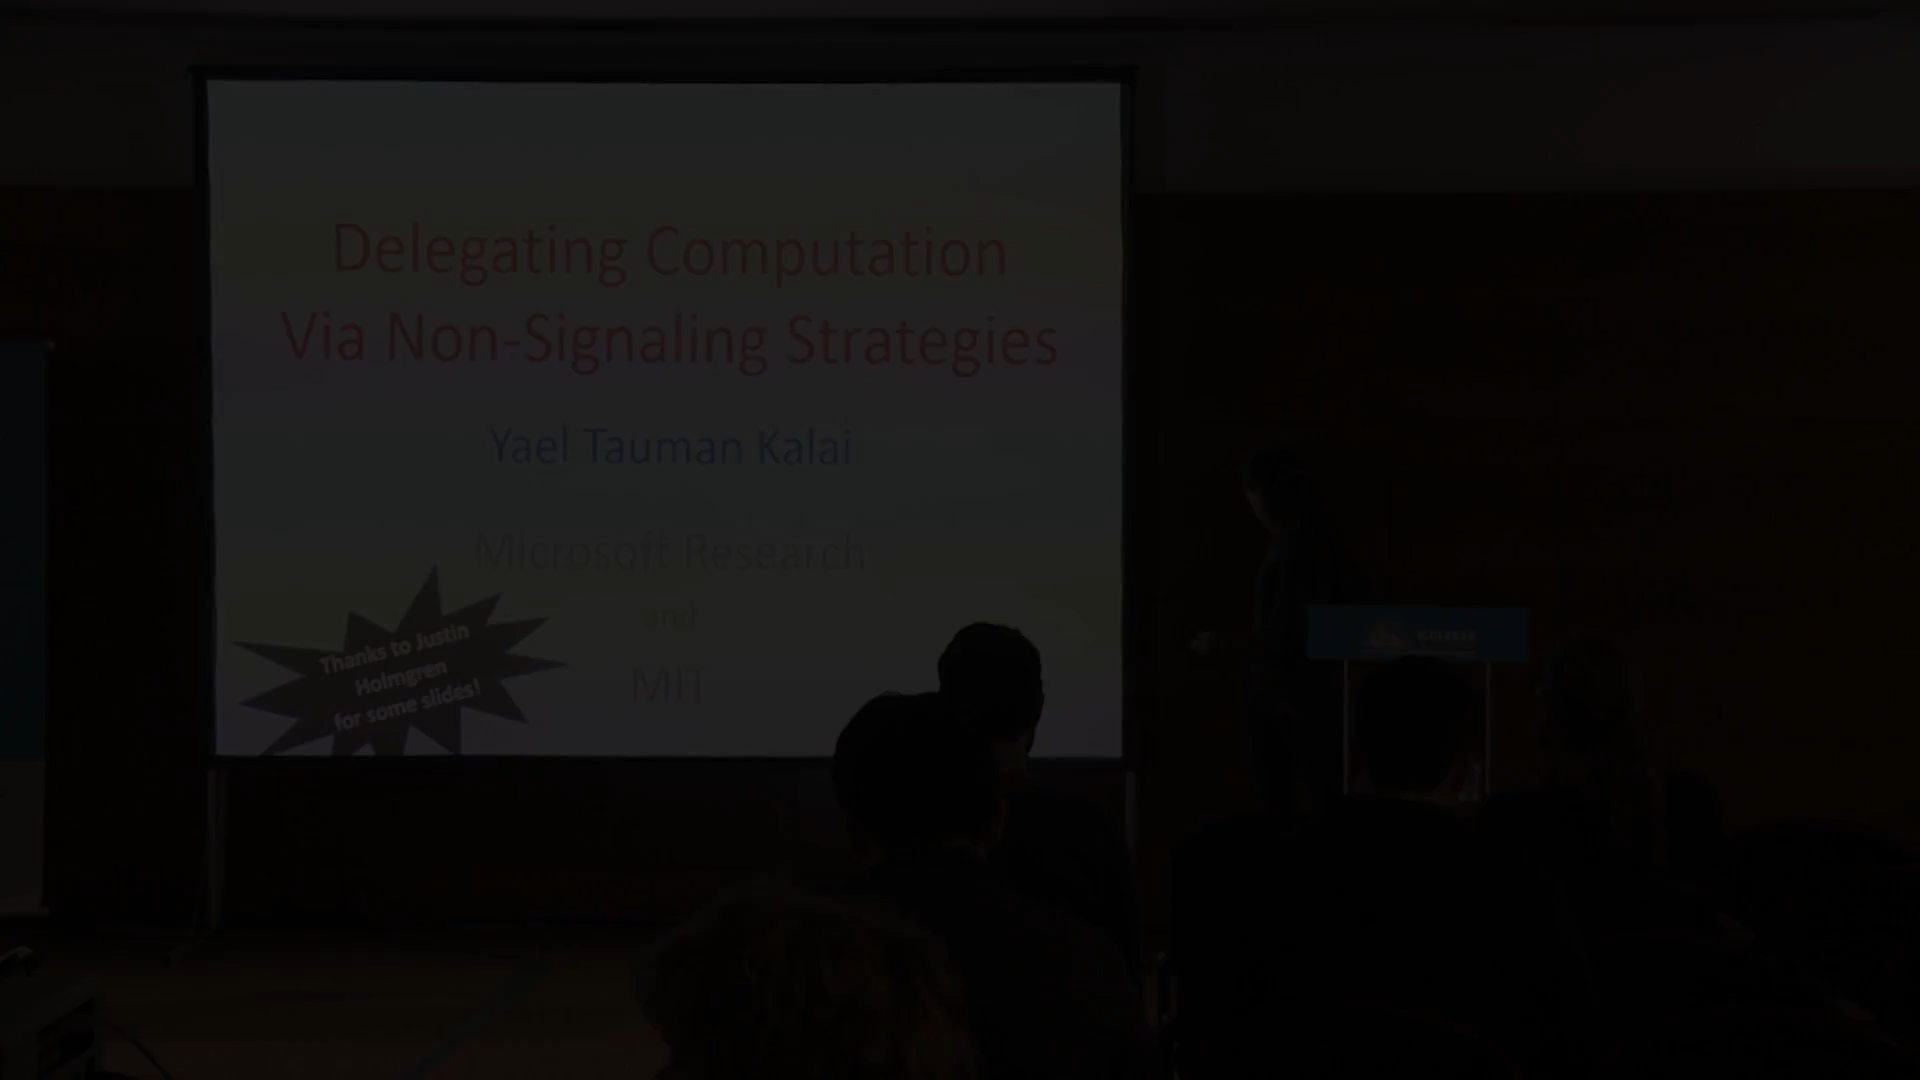 Delegating Computation
Via Non-Signaling Strategies
Yael Tauman Kalai
Microsoft Research
and
MIT
Thanks to Justin
Holmgren
for some slides!